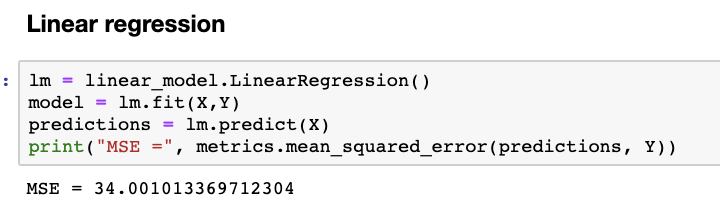 Linear regression
: lm = linear_model.LinearRegression()
model = lm.fit(X,Y)
predictions = lm.predict(X)
print("MSE =", metrics.mean_squared_error(predictions, Y))
MSE = 34.001013369712304